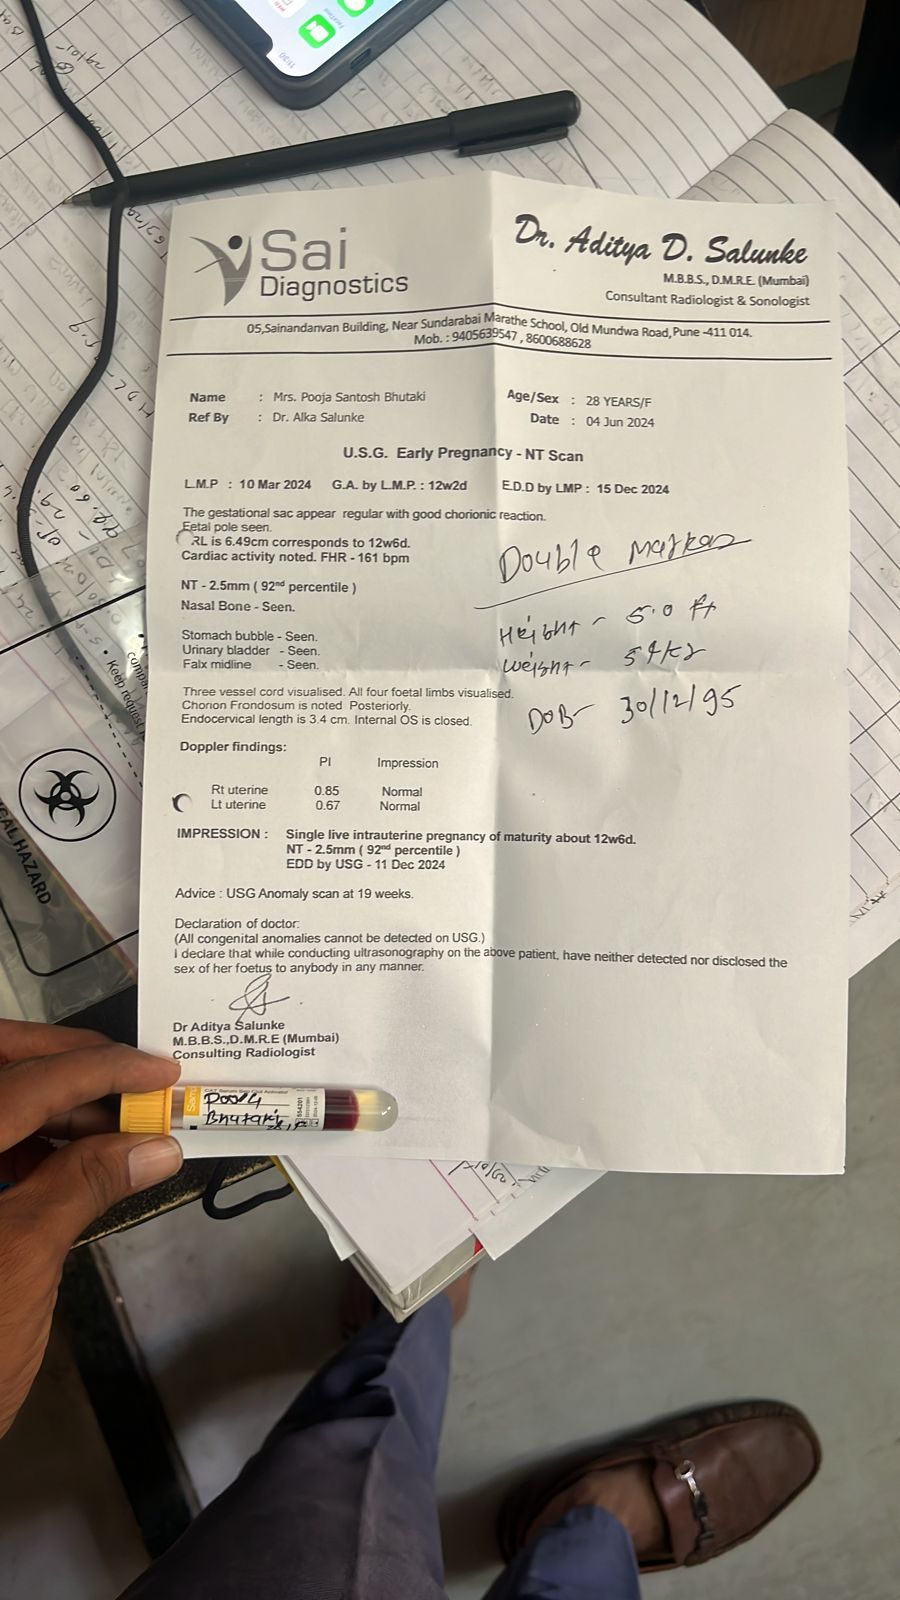 Sai
Diagnostics
Dr. Aditya D. Salunke
M.B.B.S., D.M.R.E. (Mumbai)
Consultant Radiologist & Sonologist
05,Sainandanvan Building, Near Sundarabai Marathe School, Old Mundwa Road,Pune -411 014.
Mob. : 9405639547 , 8600688628
Name : Mrs. Pooja Santosh Bhutaki Age/Sex : 28 YEARS/F
Ref By : Dr. Alka Salunke Date : 04 Jun 2024
U.S.G. Early Pregnancy - NT Scan
L.M.P : 10 Mar 2024 G.A. by L.M.P. : 12w2d E.D.D by LMP : 15 Dec 2024
The gestational sac appear regular with good chorionic reaction.
Fetal pole seen.
RL is 6.49cm corresponds to 12w6d.
Cardiac activity noted. FHR - 161 bpm
NT - 2.5mm ( 92nd percentile )
Nasal Bone - Seen.
Stomach bubble - Seen.
Urinary bladder - Seen.
Falx midline - Seen.
Three vessel cord visualised. All four foetal limbs visualised.
Chorion Frondosum is noted Posteriorly.
Endocervical length is 3.4 cm. Internal OS is closed.
Double Marker
Height - 5.0 ft
Weight - 54kg
DOB - 30/12/95
Doppler findings:
PI Impression
Rt uterine 0.85 Normal
Lt uterine 0.67 Normal
IMPRESSION : Single live intrauterine pregnancy of maturity about 12w6d.
NT - 2.5mm ( 92nd percentile )
EDD by USG - 11 Dec 2024
Advice : USG Anomaly scan at 19 weeks.
Declaration of doctor:
(All congenital anomalies cannot be detected on USG.)
I declare that while conducting ultrasonography on the above patient, have neither detected nor disclosed the
sex of her foetus to anybody in any manner.
Dr Aditya Salunke
M.B.B.S.,D.M.R.E (Mumbai)
Consulting Radiologist
Pooja
Bhutaki
554201
HAZARD
• Keep request
11:30